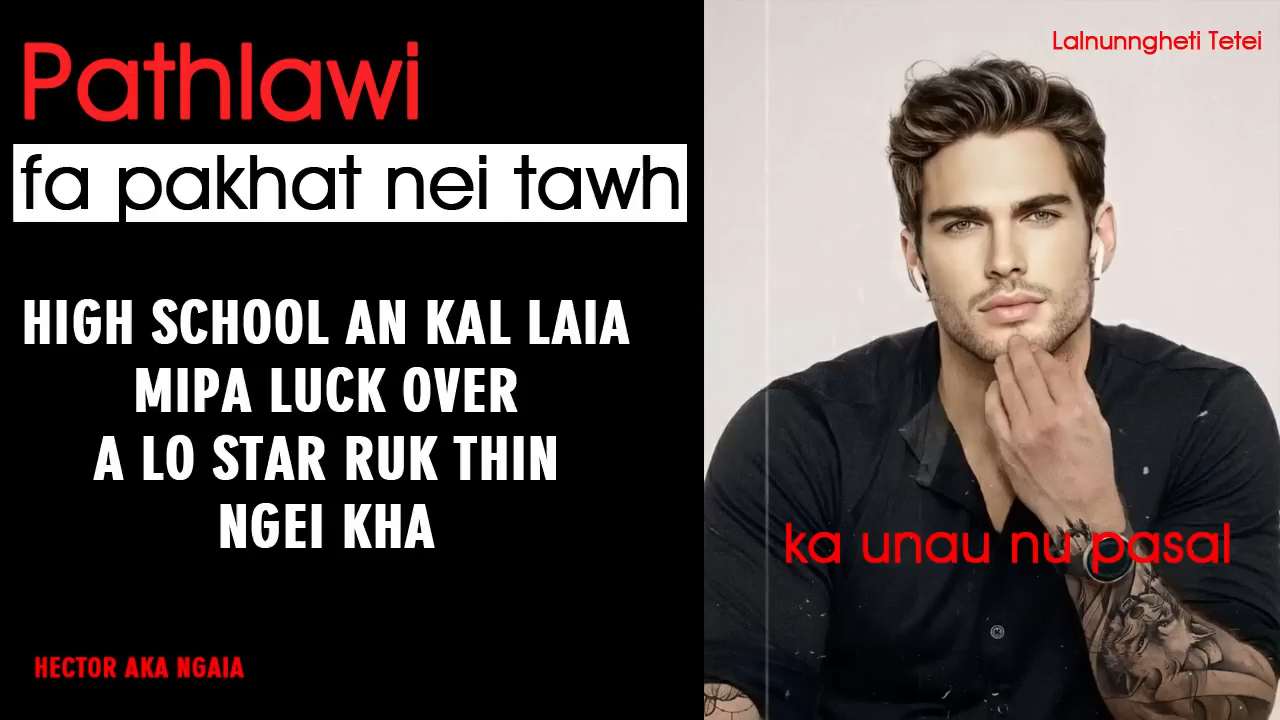 Pathlawi
fa pakhat nei tawh
HIGH SCHOOL AN KAL LAIA
MIPA LUCK OVER
A LO STAR RUK THIN
NGEI KHA
HECTOR AKA NGAIA
Lalnunngheti Tetei
ka unau nu pasal